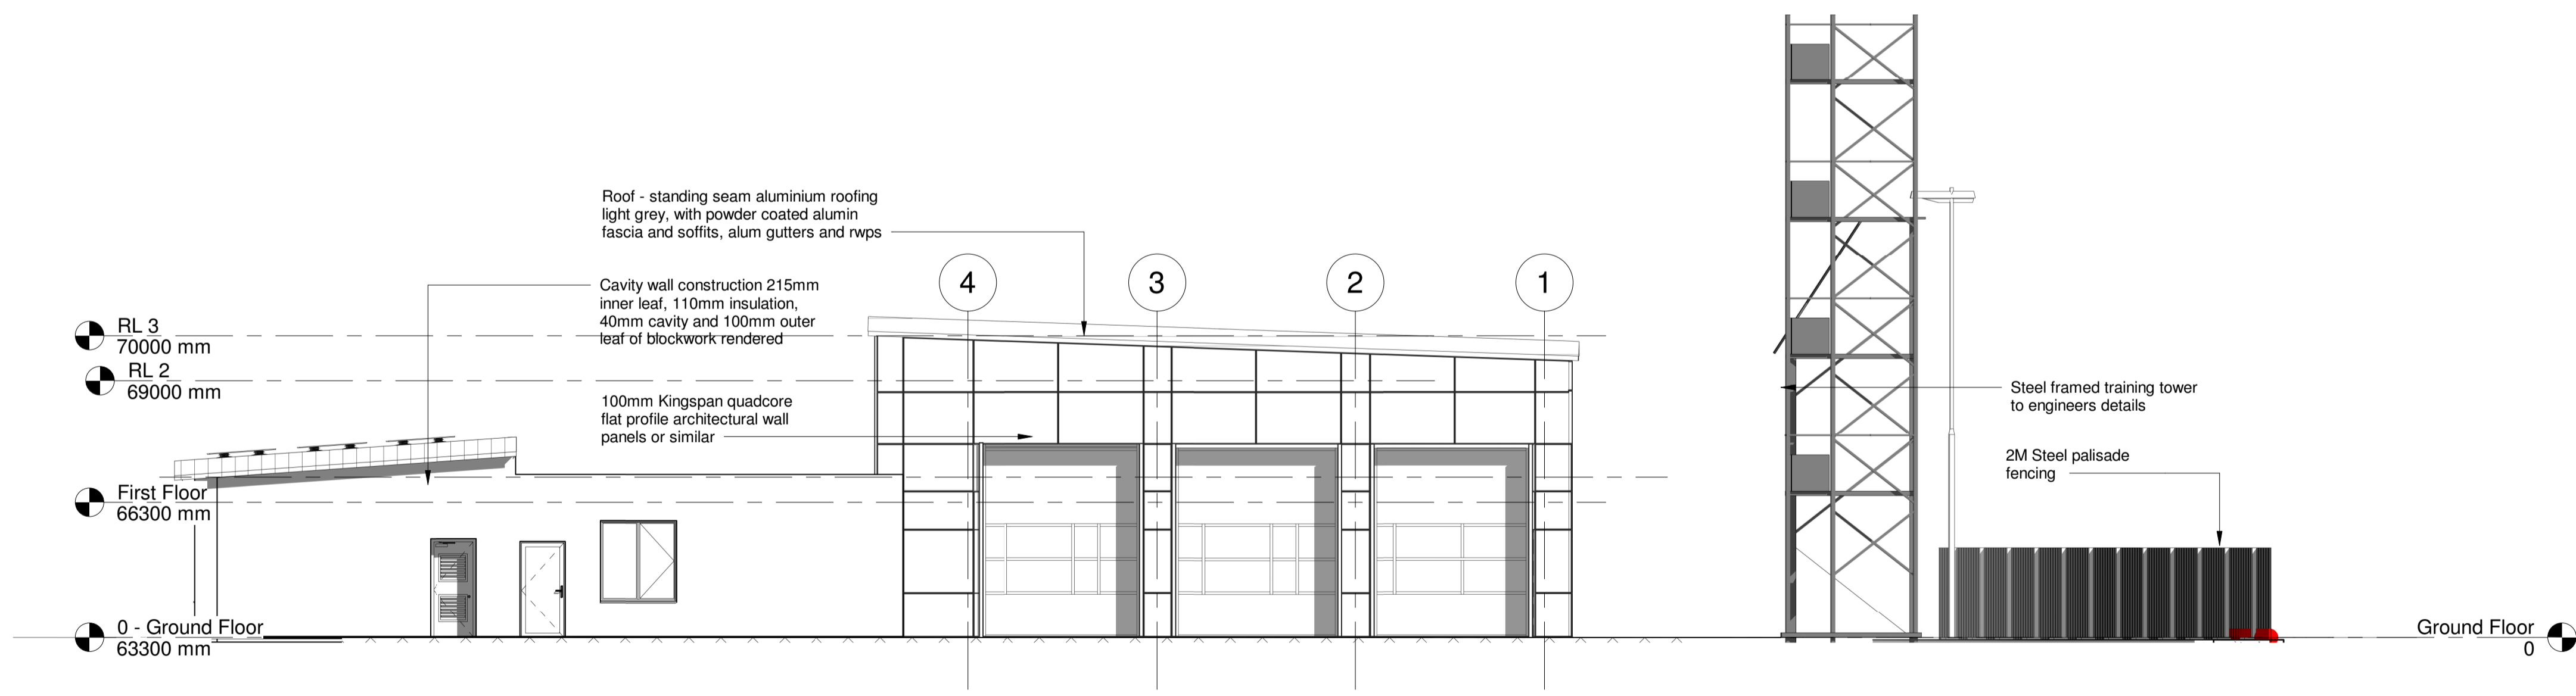 Roof - standing seam aluminium roofing
light grey, with powder coated alumin
fascia and soffits, alum gutters and rwps
Cavity wall construction 215mm
inner leaf, 110mm insulation,
40mm cavity and 100mm outer
leaf of blockwork rendered
4
3
2
1
RL 3
70000 mm
RL 2
69000 mm
100mm Kingspan quadcore
flat profile architectural wall
panels or similar
Steel framed training tower
to engineers details
2M Steel palisade
fencing
First Floor
66300 mm
0 - Ground Floor
63300 mm
Ground Floor
0